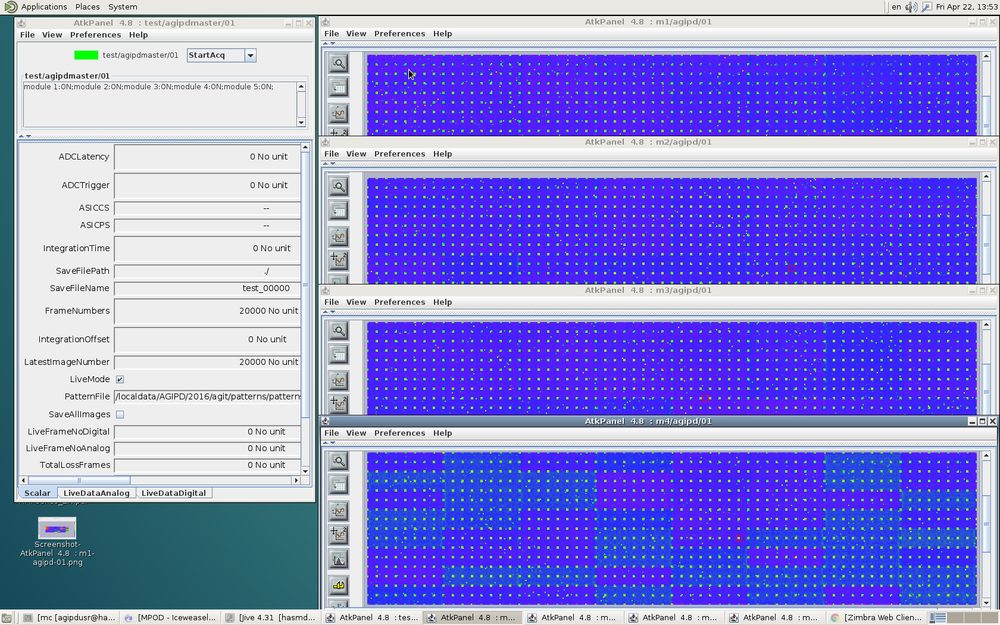 Applications Places System en Fri Apr 22, 13:53
AtkPanel 4.8 : test/agipdmaster/01
File View Preferences Help
test/agipdmaster/01 StartAcq
test/agipdmaster/01
module 1:ON;module 2:ON;module 3:ON;module 4:ON;module 5:ON;
ADCLatency 0 No unit
ADCTrigger 0 No unit
ASICCS --
ASICPS --
IntegrationTime 0 No unit
SaveFilePath ./
SaveFileName test_00000
FrameNumbers 20000 No unit
IntegrationOffset 0 No unit
LatestImageNumber 20000 No unit
LiveMode
PatternFile /localdata/AGIPD/2016/agit/patterns/pattern
SaveAllImages
LiveFrameNoDigital 0 No unit
LiveFrameNoAnalog 0 No unit
TotalLossFrames 0 No unit
Scalar LiveDataAnalog LiveDataDigital
AtkPanel 4.8 : m1/agipd/01
File View Preferences Help
AtkPanel 4.8 : m2/agipd/01
File View Preferences Help
AtkPanel 4.8 : m3/agipd/01
File View Preferences Help
AtkPanel 4.8 : m4/agipd/01
File View Preferences Help
Screenshot-
AtkPanel 4.8 : m1-
agipd-01.png
[mc [agipdusr@ha... [MPOD - Iceweasel... [Jive 4.31 [hasmd... AtkPanel 4.8 : tes... AtkPanel 4.8 : m... AtkPanel 4.8 : m... AtkPanel 4.8 : m... AtkPanel 4.8 : m... [Zimbra Web Clien...